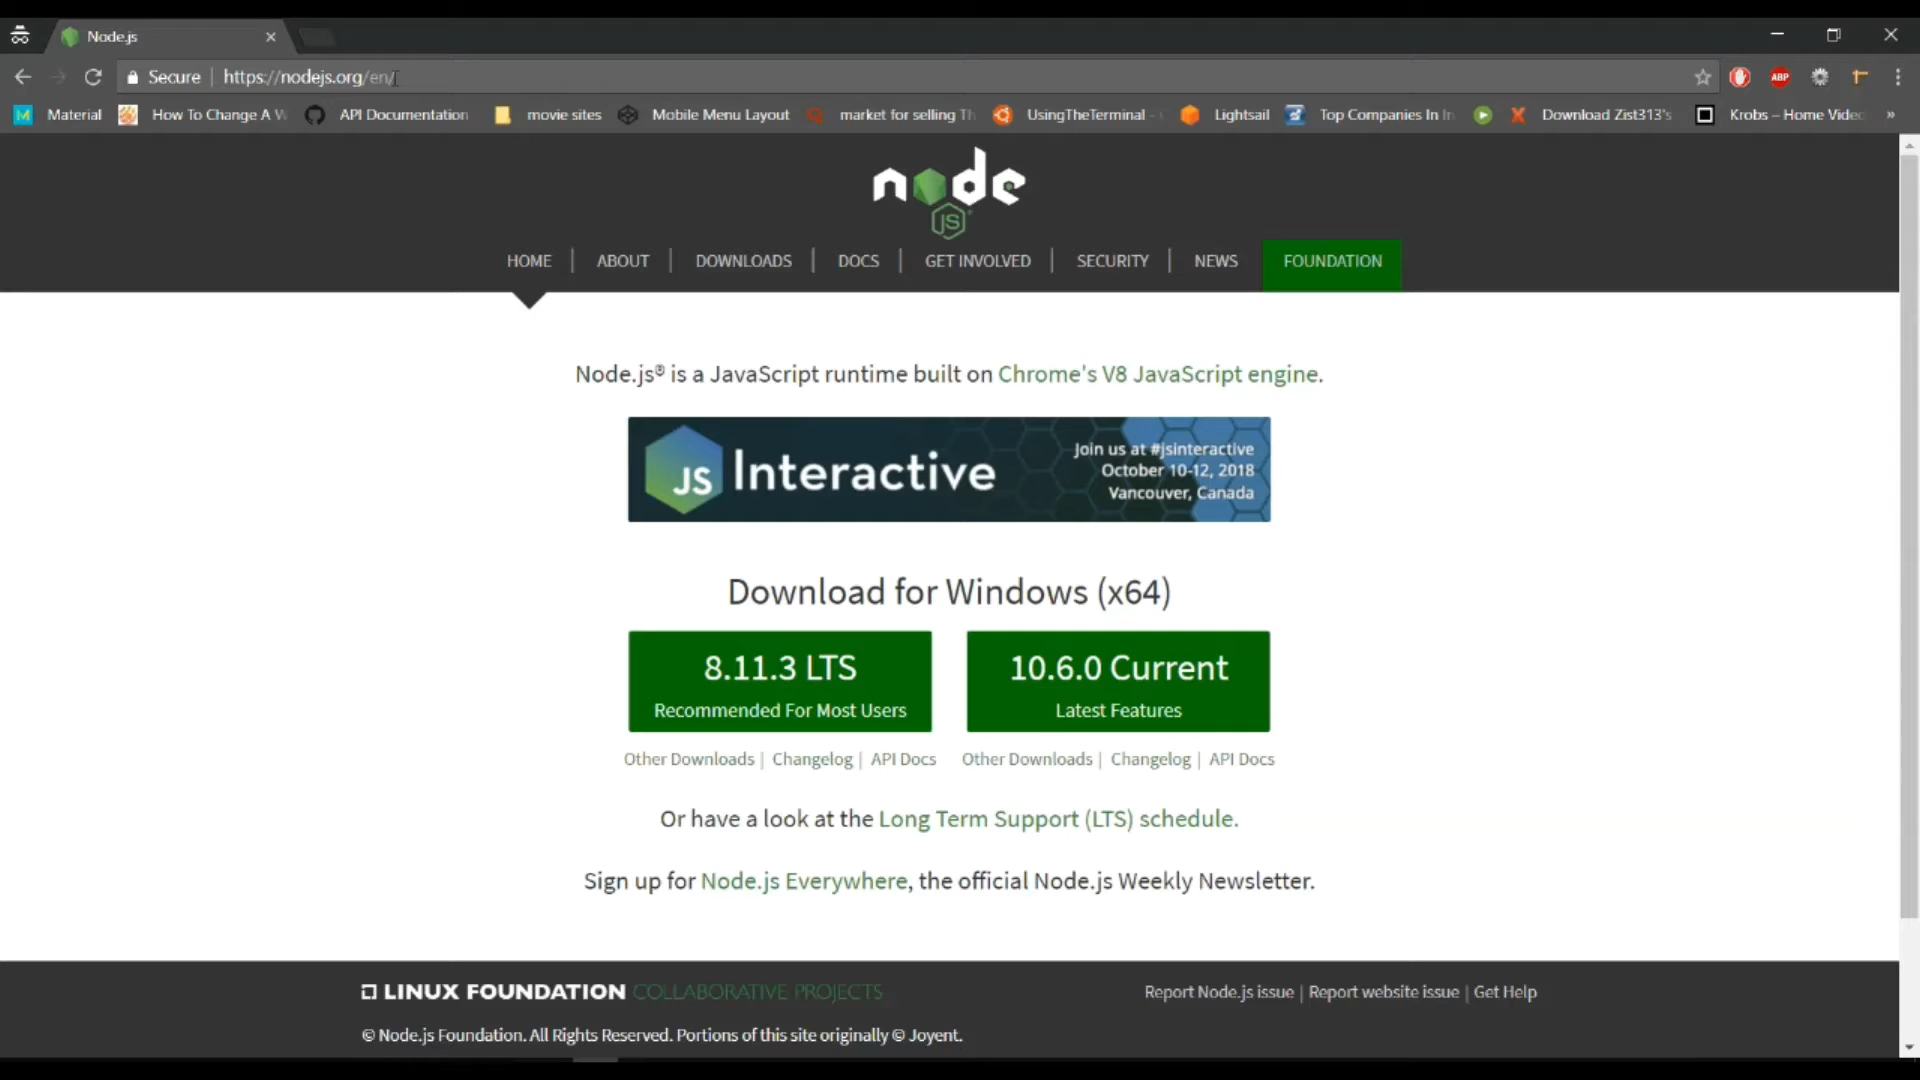 Node.js
Secure | https://nodejs.org/en/
ABP
M Material How To Change A W API Documentation movie sites Mobile Menu Layout market for selling Th UsingTheTerminal - Lightsail Top Companies In In Download Zist313's Krobs – Home Video »
node
JS
HOME | ABOUT | DOWNLOADS | DOCS | GET INVOLVED | SECURITY | NEWS FOUNDATION
Node.js® is a JavaScript runtime built on Chrome's V8 JavaScript engine.
JS Interactive
Join us at #jsinteractive
October 10-12, 2018
Vancouver, Canada
Download for Windows (x64)
8.11.3 LTS
Recommended For Most Users
10.6.0 Current
Latest Features
Other Downloads | Changelog | API Docs
Other Downloads | Changelog | API Docs
Or have a look at the Long Term Support (LTS) schedule.
Sign up for Node.js Everywhere, the official Node.js Weekly Newsletter.
LINUX FOUNDATION COLLABORATIVE PROJECTS
Report Node.js issue | Report website issue | Get Help
© Node.js Foundation. All Rights Reserved. Portions of this site originally © Joyent.